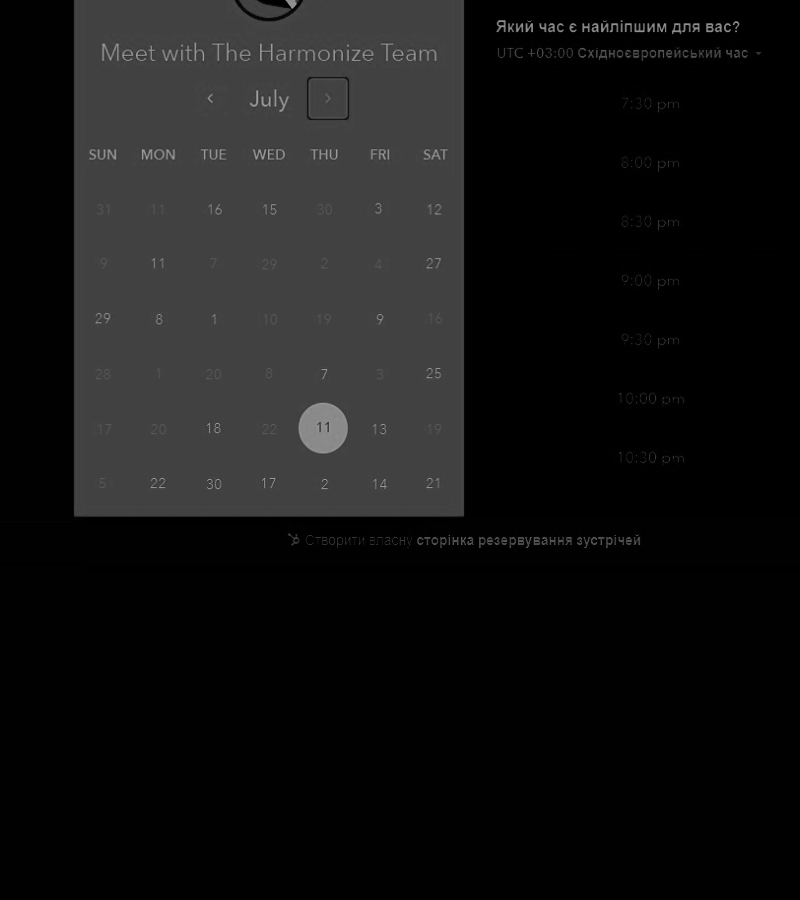 Meet with The Harmonize Team
July
SUN MON TUE WED THU FRI SAT
31 11 16 15 30 3 12
9 11 7 29 2 4 27
29 8 1 10 19 9 16
28 1 20 8 7 3 25
17 20 18 22 11 13 19
5 22 30 17 2 14 21
Який час є найліпшим для вас?
UTC +03:00 Східноєвропейський час
7:30 pm
8:00 pm
8:30 pm
9:00 pm
9:30 pm
10:00 pm
10:30 pm
Створити власну сторінка резервування зустрічей